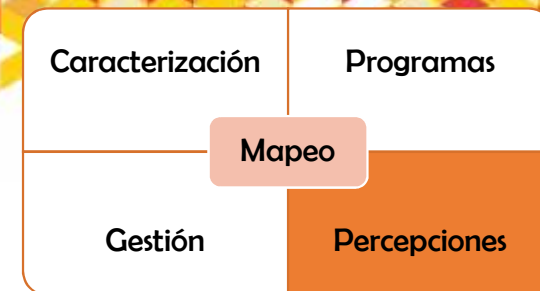 Caracterización
Programas
Mapeo
Gestión
Percepciones